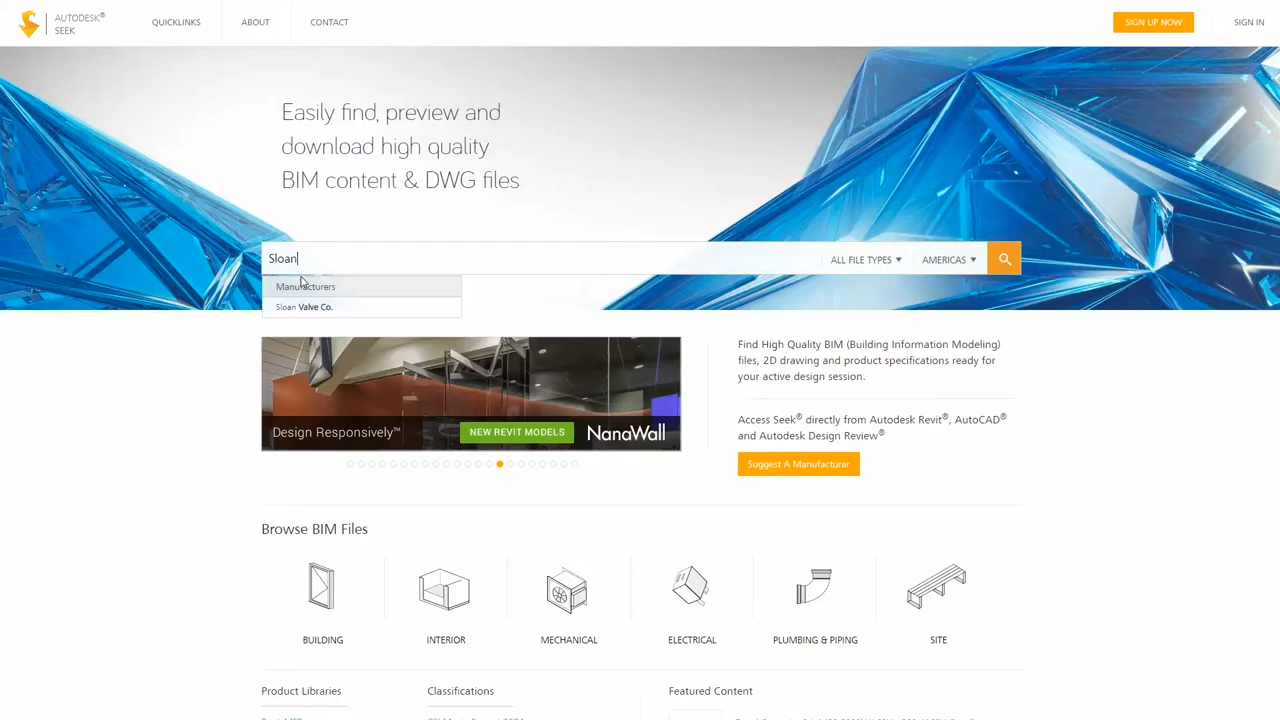 AUTODESK®
SEEK
QUICKLINKS
ABOUT
CONTACT
SIGN UP NOW
SIGN IN
Easily find, preview and
download high quality
BIM content & DWG files
Sloan
ALL FILE TYPES
AMERICAS
Manufacturers
Sloan Valve Co.
Design Responsively™
NEW REVIT MODELS
NanaWall
Find High Quality BIM (Building Information Modeling)
files, 2D drawing and product specifications ready for
your active design session.
Access Seek® directly from Autodesk Revit®, AutoCAD®
and Autodesk Design Review®
Suggest A Manufacturer
Browse BIM Files
BUILDING
INTERIOR
MECHANICAL
ELECTRICAL
PLUMBING & PIPING
SITE
Product Libraries
Classifications
Featured Content